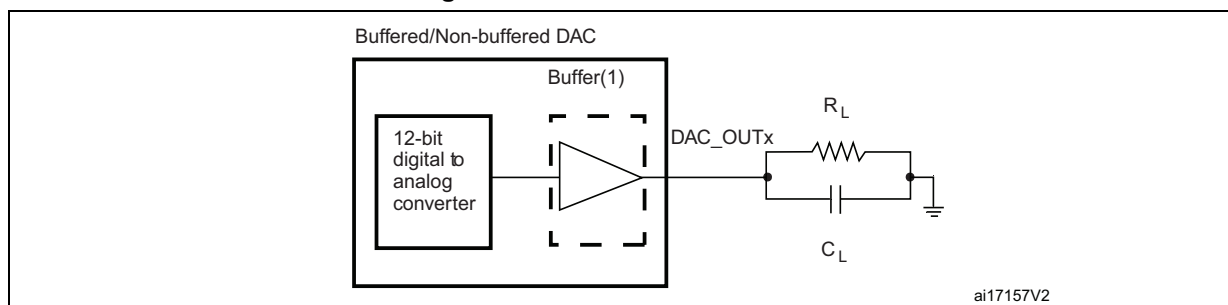 Buffered/Non-buffered DAC
Buffer(1)
12-bit
digital to
analog
converter
DAC_OUTx
R L
C L
ai17157V2